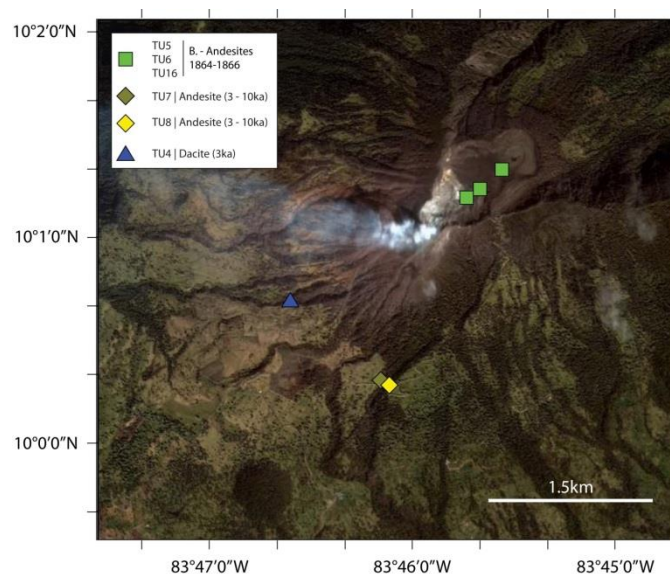 10°2'0"N
TU5
TU6
TU16
B. - Andesites
1864-1866
TU7 | Andesite (3 - 10ka)
TU8 | Andesite (3 - 10ka)
TU4 | Dacite (3ka)
10°1'0"N
10°0'0"N
1.5km
83°47'0"W
83°46'0"W
83°45'0"W